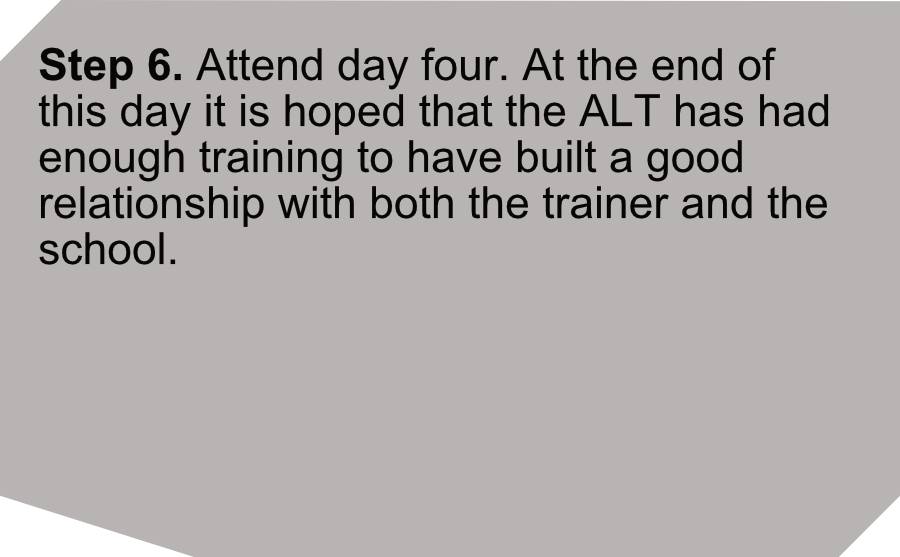 Step 6. Attend day four. At the end of
this day it is hoped that the ALT has had
enough training to have built a good
relationship with both the trainer and the
school.